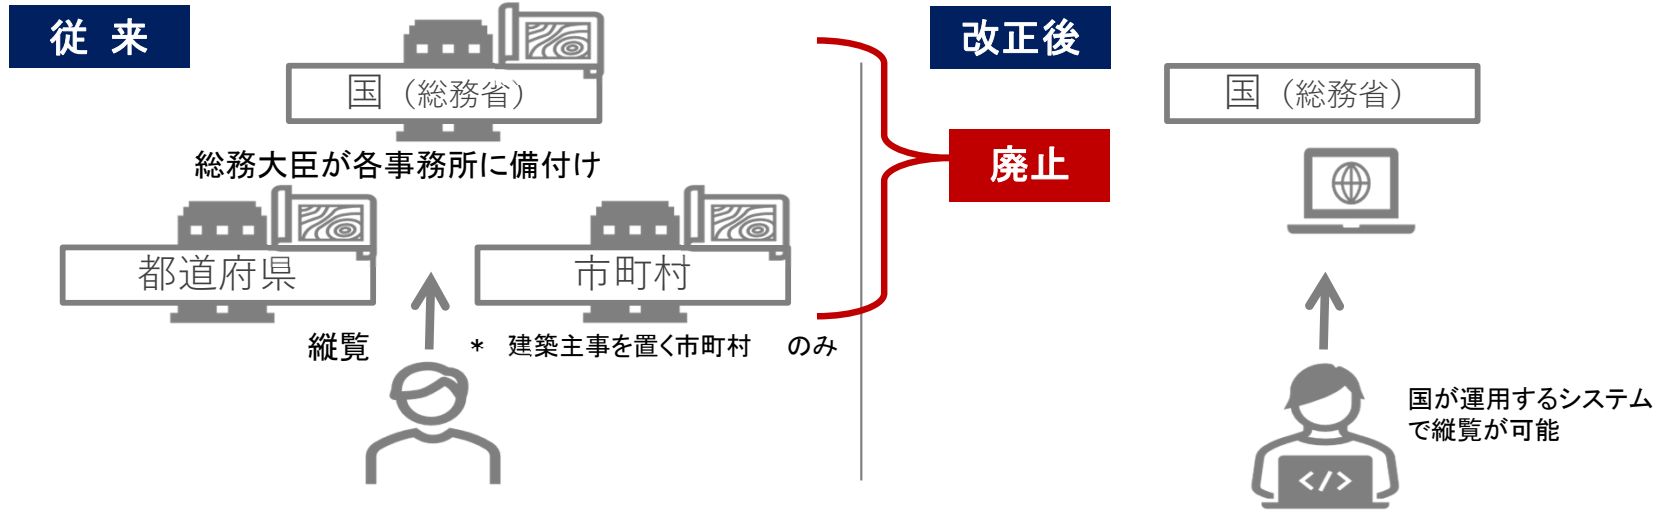 従 来
国（総務省）
総務大臣が各事務所に備付け
都道府県
市町村
縦覧
* 建築主事を置く市町村 のみ
廃止
改正後
国（総務省）
国が運用するシステム
で縦覧が可能
</>